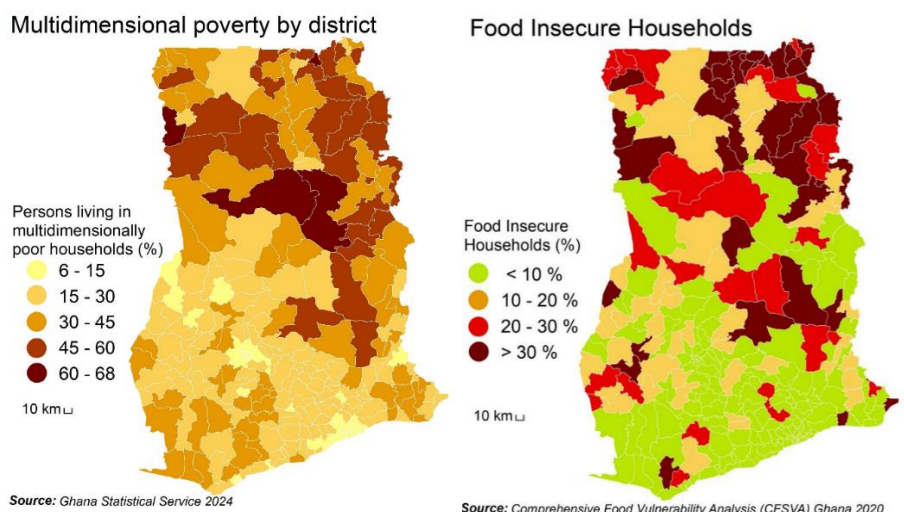 Multidimensional poverty by district
Persons living in
multidimensionally
poor households (%)
6 - 15
15 - 30
30 - 45
45 - 60
60 - 68
10 km
Source: Ghana Statistical Service 2024
Food Insecure Households
Food Insecure
Households (%)
< 10 %
10 - 20 %
20 - 30 %
> 30 %
10 km
Source: Comprehensive Food Vulnerability Analysis (CFSVA) Ghana 2020